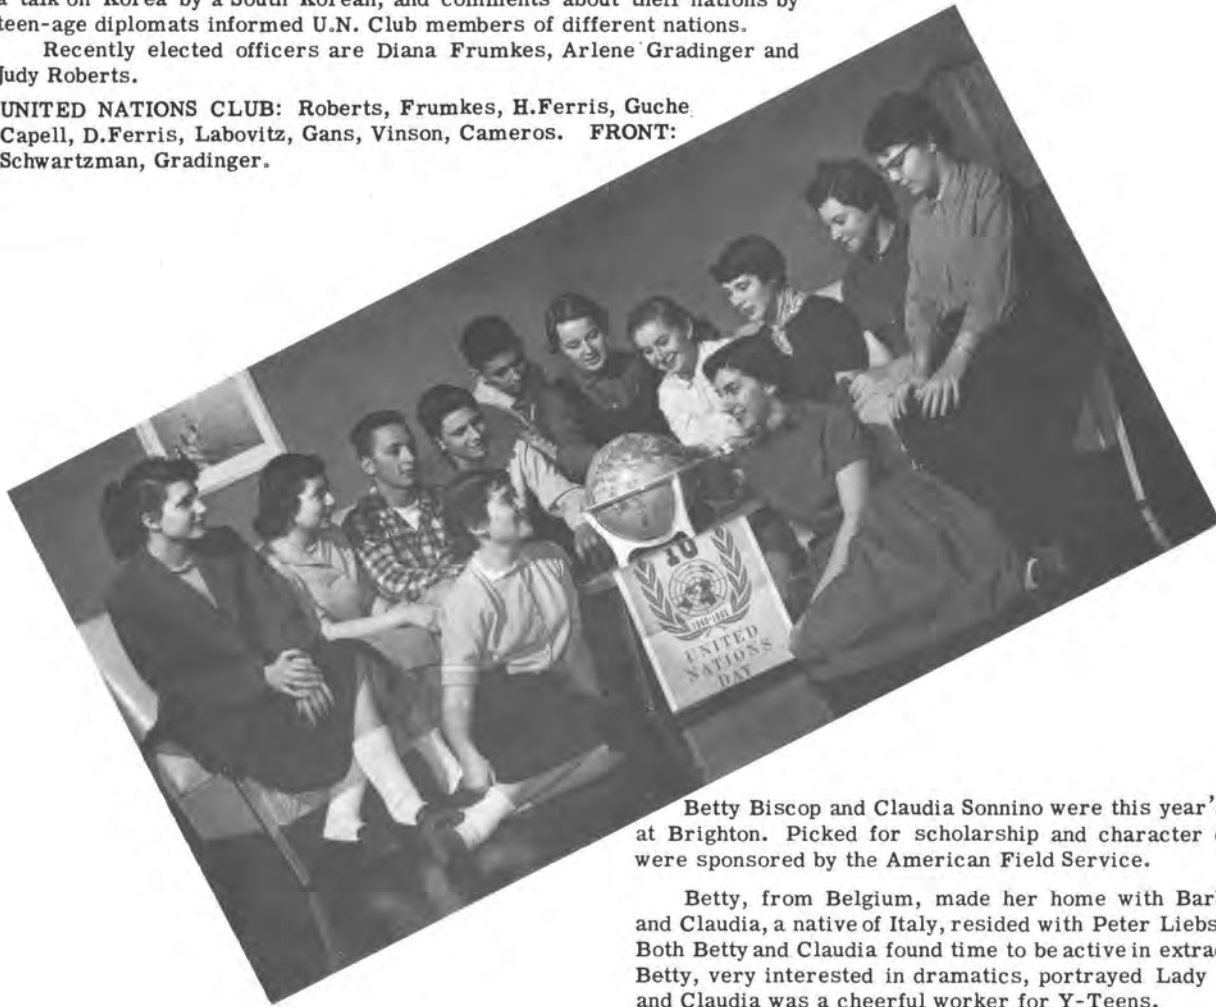 a talk on Korea by a South Korean, and comments about their nations by
teen-age diplomats informed U.N. Club members of different nations.
Recently elected officers are Diana Frumkes, Arlene Gradinger and
Judy Roberts.
UNITED NATIONS CLUB: Roberts, Frumkes, H.Ferris, Guche
Capell, D.Ferris, Labovitz, Gans, Vinson, Cameros. FRONT:
Schwartzman, Gradinger.
10
UNITED
NATIONS
DAY
Betty Biscop and Claudia Sonnino were this year'
at Brighton. Picked for scholarship and character
were sponsored by the American Field Service.
Betty, from Belgium, made her home with Bar
and Claudia, a native of Italy, resided with Peter Liebs
Both Betty and Claudia found time to be active in extra
Betty, very interested in dramatics, portrayed Lady
and Claudia was a cheerful worker for Y-Teens.